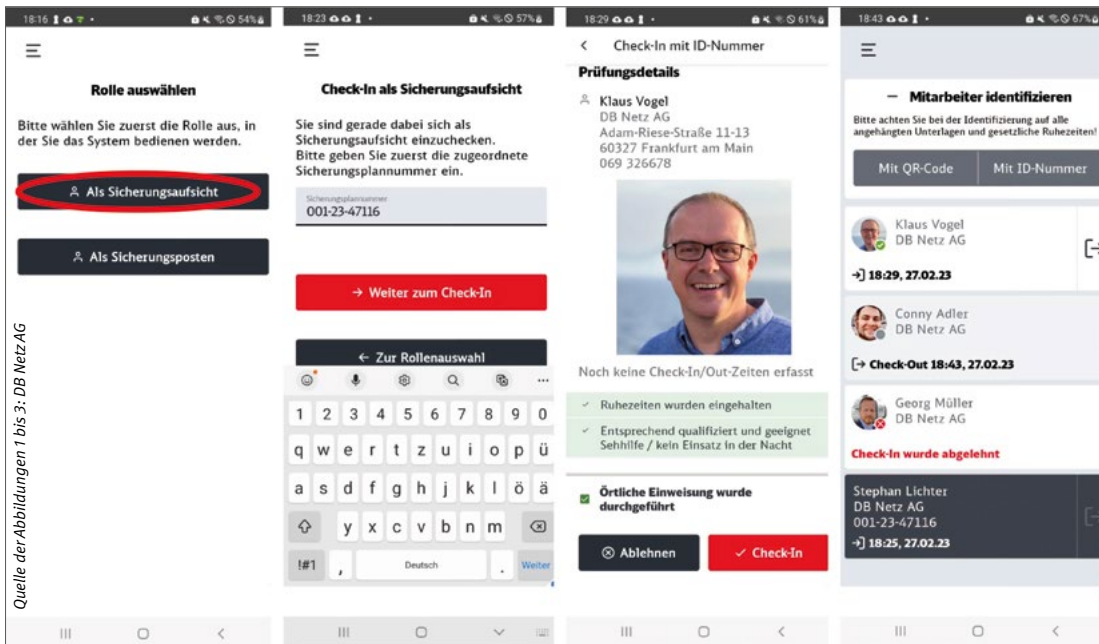 18:16
54%
Rolle auswählen
Bitte wählen Sie zuerst die Rolle aus, in
der Sie das System bedienen werden.
Als Sicherungsaufsicht
Als Sicherungsposten
Quelle der Abbildungen 1 bis 3: DB Netz AG
18:23
57%
Check-In als Sicherungsaufsicht
Sie sind gerade dabei sich als
Sicherungsaufsicht einzuchecken.
Bitte geben Sie zuerst die zugeordnete
Sicherungsplannummer ein.
Sicherungsplannummer
001-23-47116
→ Weiter zum Check-In
← Zur Rollenauswahl
1 2 3 4 5 6 7 8 9 0
q w e r t z u i o p ü
a s d f g h j k l ö ä
y x c v b n m
!#1 , Deutsch . Weiter
18:29
61%
< Check-In mit ID-Nummer
Prüfungsdetails
Klaus Vogel
DB Netz AG
Adam-Riese-Straße 11-13
60327 Frankfurt am Main
069 326678
Noch keine Check-In/Out-Zeiten erfasst
✓ Ruhezeiten wurden eingehalten
✓ Entsprechend qualifiziert und geeignet
Sehhilfe / kein Einsatz in der Nacht
Örtliche Einweisung wurde
durchgeführt
Ablehnen
✓ Check-In
18:43
67%
— Mitarbeiter identifizieren
Bitte achten Sie bei der Identifizierung auf alle
angehängten Unterlagen und gesetzliche Ruhezeiten!
Mit QR-Code
Mit ID-Nummer
Klaus Vogel
DB Netz AG
18:29, 27.02.23
Conny Adler
DB Netz AG
Check-Out 18:43, 27.02.23
Georg Müller
DB Netz AG
Check-In wurde abgelehnt
Stephan Lichter
DB Netz AG
001-23-47116
18:25, 27.02.23